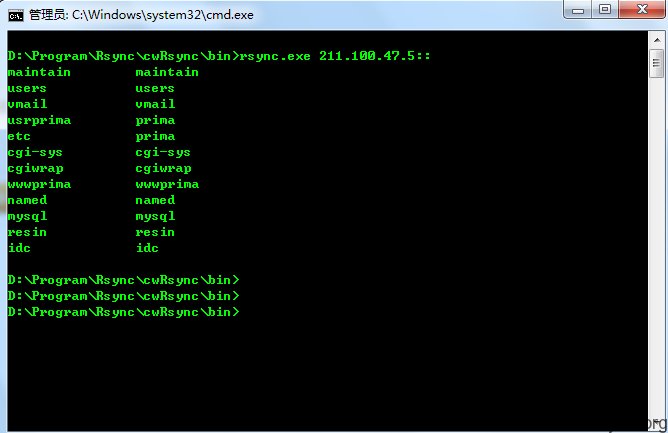 管理员: C:\Windows\system32\cmd.exe
D:\Program\Rsync\cwRsync\bin>rsync.exe 211.100.47.5::
maintain maintain
users users
vmail vmail
usrprima prima
etc prima
cgi-sys cgi-sys
cgiwrap cgiwrap
wwwprima wwwprima
named named
mysql mysql
resin resin
idc idc
D:\Program\Rsync\cwRsync\bin>
D:\Program\Rsync\cwRsync\bin>
D:\Program\Rsync\cwRsync\bin>